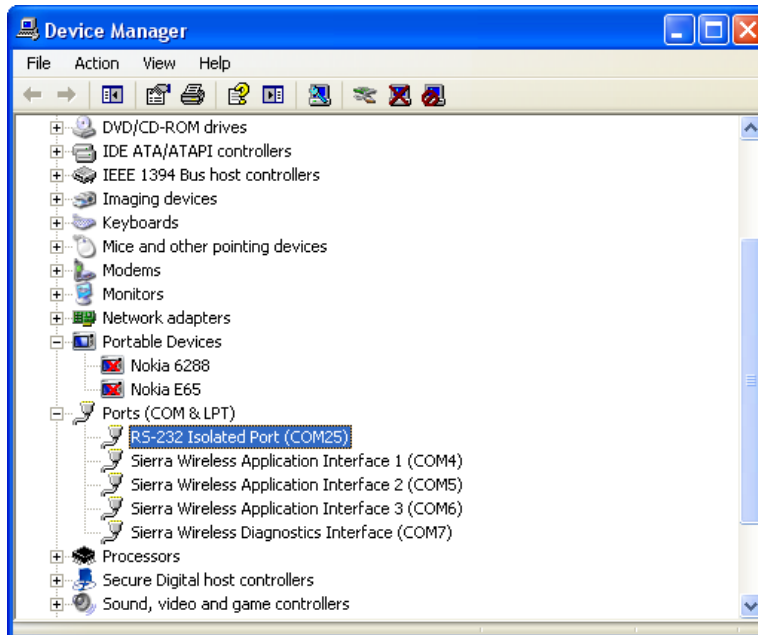 Device Manager
File Action View Help
DVD/CD-ROM drives
IDE ATA/ATAPI controllers
IEEE 1394 Bus host controllers
Imaging devices
Keyboards
Mice and other pointing devices
Modems
Monitors
Network adapters
Portable Devices
Nokia 6288
Nokia E65
Ports (COM & LPT)
RS-232 Isolated Port (COM25)
Sierra Wireless Application Interface 1 (COM4)
Sierra Wireless Application Interface 2 (COM5)
Sierra Wireless Application Interface 3 (COM6)
Sierra Wireless Diagnostics Interface (COM7)
Processors
Secure Digital host controllers
Sound, video and game controllers